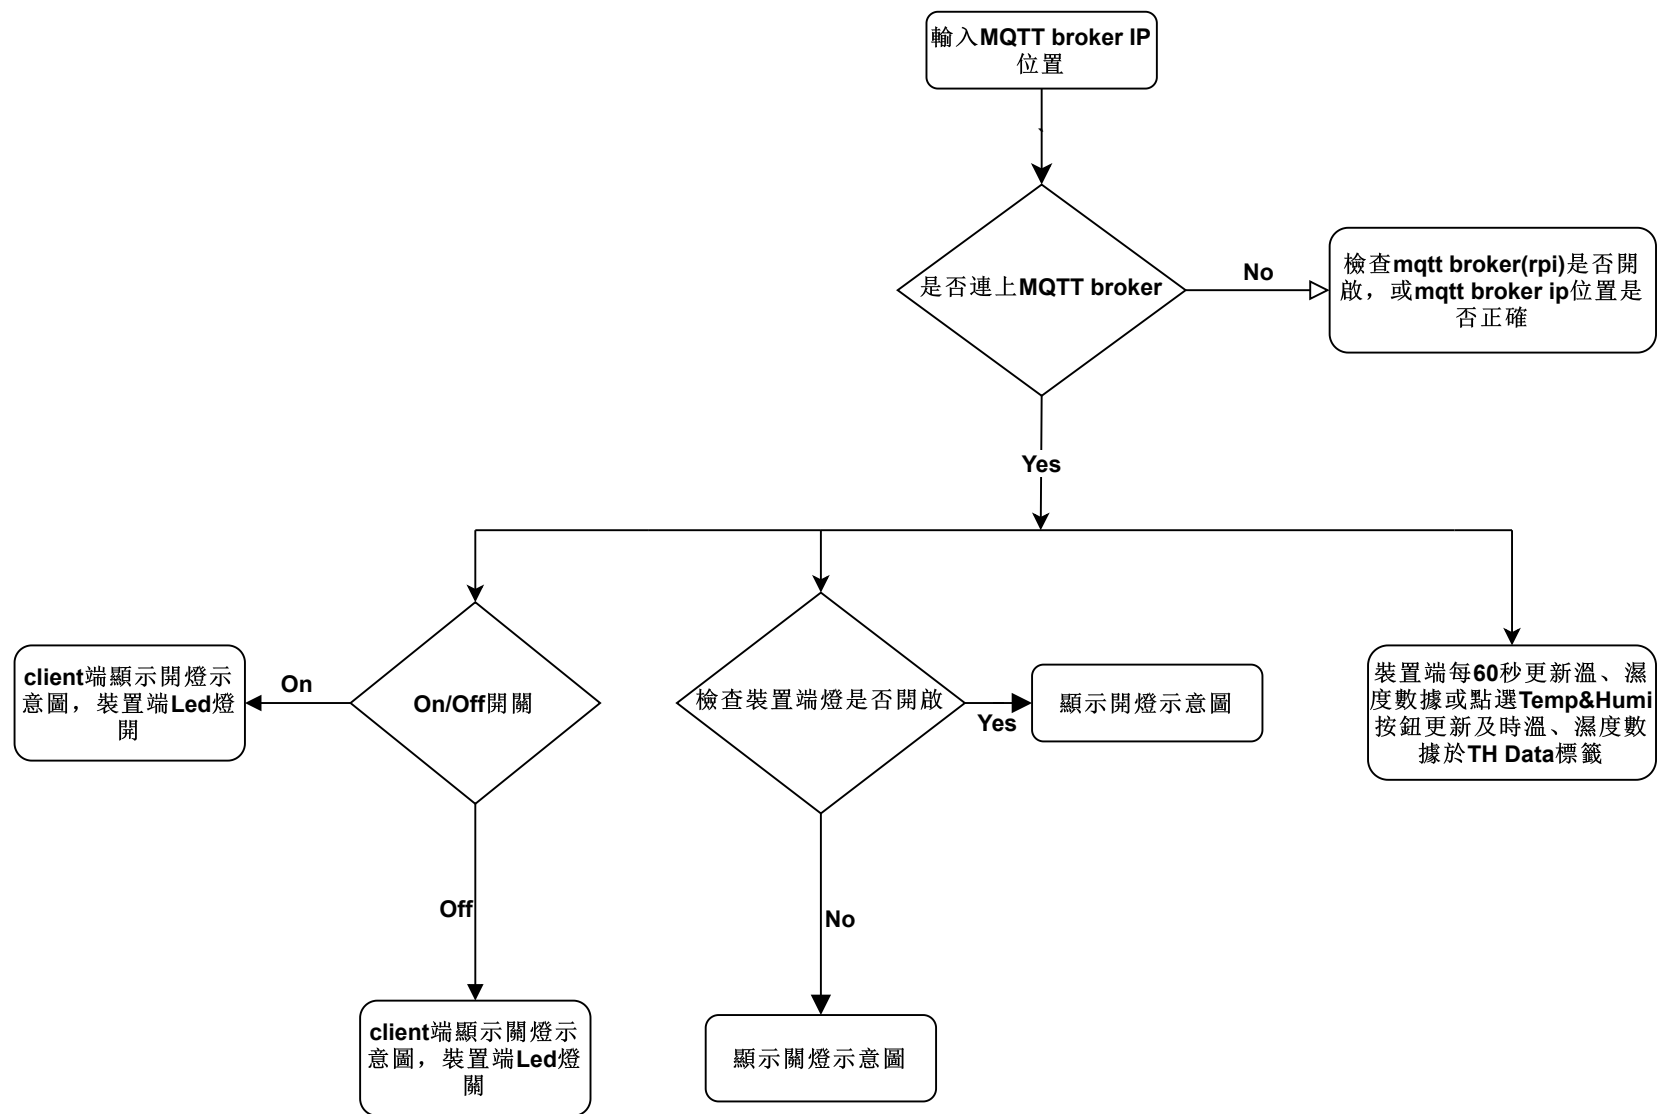 輸入MQTT broker IP
位置
是否連上MQTT broker
No
檢查mqtt broker(rpi)是否開
啟，或mqtt broker ip位置是
否正確
Yes
client端顯示開燈示
意圖，裝置端Led燈
開
On
On/Off開關
檢查裝置端燈是否開啟
Yes
顯示開燈示意圖
裝置端每60秒更新溫、濕
度數據或點選Temp&Humi
按鈕更新及時溫、濕度數
據於TH Data標籤
Off
No
client端顯示關燈示
意圖，裝置端Led燈
關
顯示關燈示意圖